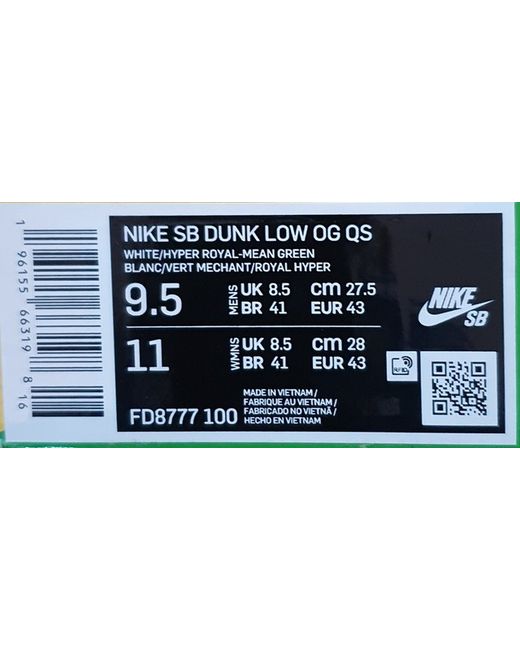 NIKE SB DUNK LOW OG QS
WHITE/HYPER ROYAL-MEAN GREEN
BLANC/VERT MECHANT/ROYAL HYPER
9.5 MENS UK 8.5 cm 27.5
BR 41 EUR 43
11 WMNS UK 8.5 cm 28
BR 41 EUR 43
NIKE
SB
RFID
MADE IN VIETNAM /
FABRIQUE AU VIETNAM /
FABRICADO NO VIETNÃ /
HECHO EN VIETNAM
FD8777 100
1 96155 66319 8 16